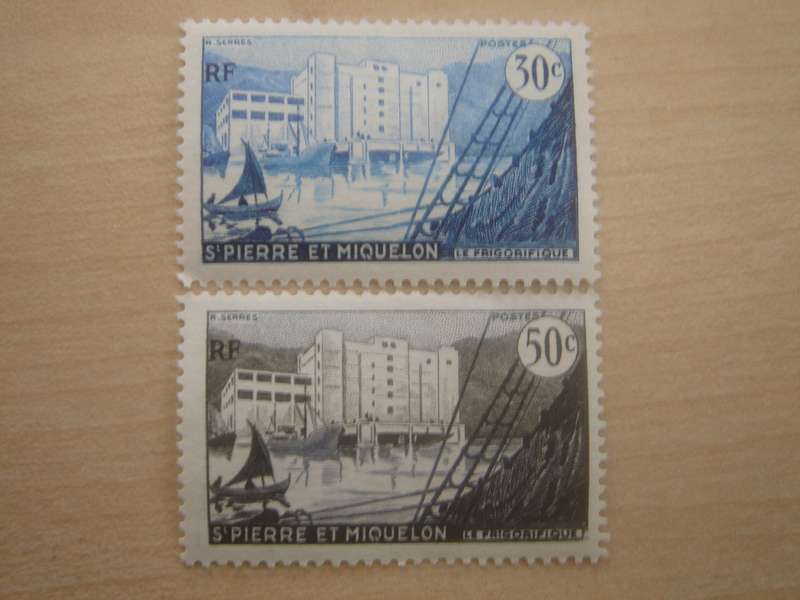 R. SERRES POSTES
RF 30c
ST PIERRE ET MIQUELON LE FRIGORIFIQUE
R. SERRES POSTES
RF 50c
ST PIERRE ET MIQUELON LE FRIGORIFIQUE